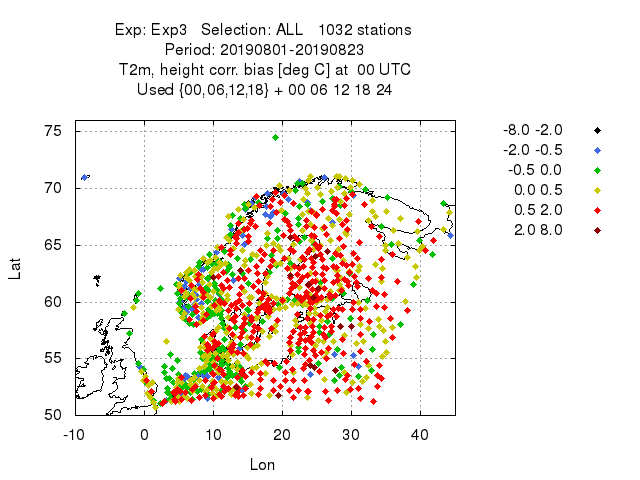 Exp: Exp3 Selection: ALL 1032 stations
Period: 20190801-20190823
T2m, height corr. bias [deg C] at 00 UTC
Used {00,06,12,18} + 00 06 12 18 24
75
70
65
60
55
50
-10 0 10 20 30 40
Lat
Lon
-8.0 -2.0
-2.0 -0.5
-0.5 0.0
0.0 0.5
0.5 2.0
2.0 8.0